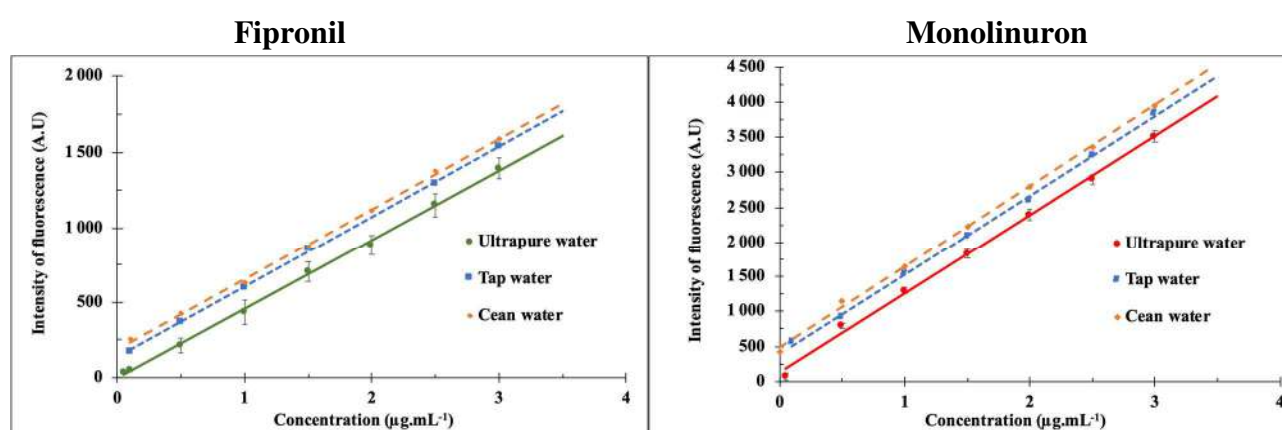 Fipronil
Intensity of fluorescence (A.U)
2 000
1 500
1 000
500
0
0
1
2
3
4
Concentration (µg.mL⁻¹)
Ultrapure water
Tap water
Cean water
Monolinuron
Intensity of fluorescence (A.U)
4 500
4 000
3 500
3 000
2 500
2 000
1 500
1 000
500
0
0
1
2
3
4
Concentration (µg.mL⁻¹)
Ultrapure water
Tap water
Cean water